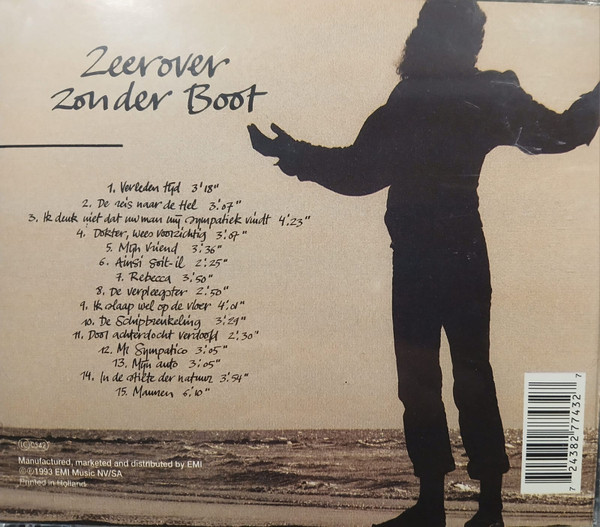 Zeerover
zonder Boot
1. Verleden tijd 3'18"
2. De reis naar de Hel 3'07"
3. Ik denk niet dat uw man mij sympatiek vindt 4'23"
4. Dokter, wees voorzichtig 3'07"
5. Mijn vriend 3'36"
6. Ainsi soit-il 2'25"
7. Rebecca 3'50"
8. De verpleegster 2'50"
9. Ik slaap wel op de vloer 4'01"
10. De Schipbreukeling 3'29"
11. Door achterdocht verdoofd 2'30"
12. Mr Sympatico 3'05"
13. Mijn auto 3'05"
14. In de stilte der natuur 3'54"
15. Mannen 6'10"
Manufactured, marketed and distributed by EMI
Ⓟ©1993 EMI Music NV/SA
Printed in Holland
7 24382 77432 7